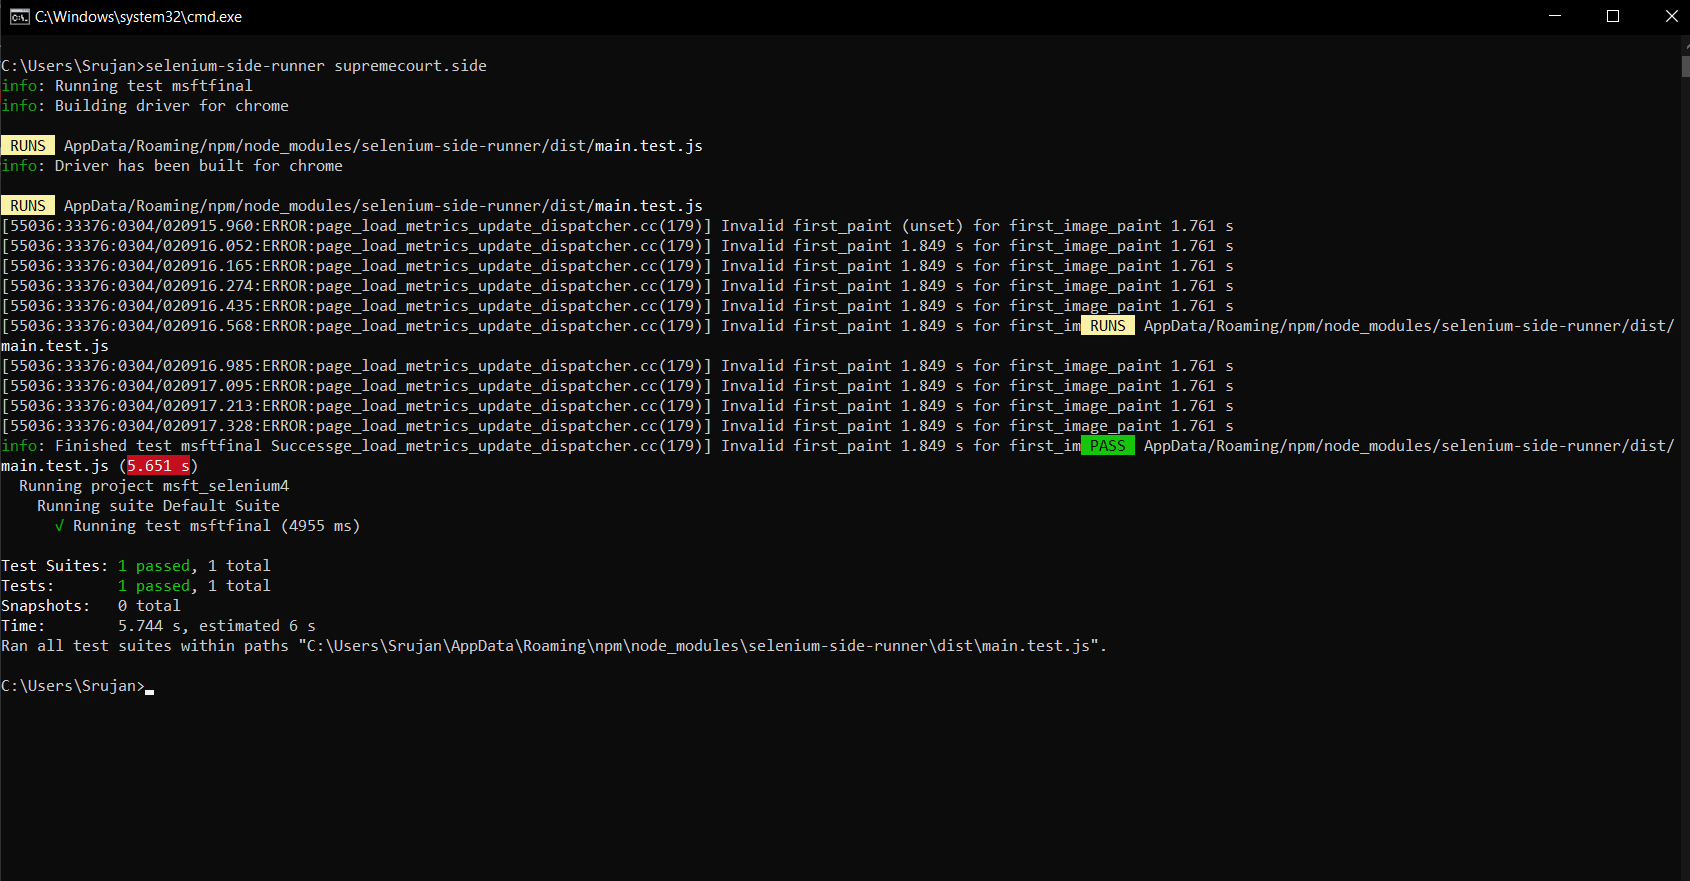 C:\Windows\system32\cmd.exe
C:\Users\Srujan>selenium-side-runner supremecourt.side
info: Running test msftfinal
info: Building driver for chrome
RUNS AppData/Roaming/npm/node_modules/selenium-side-runner/dist/main.test.js
info: Driver has been built for chrome
RUNS AppData/Roaming/npm/node_modules/selenium-side-runner/dist/main.test.js
[55036:33376:0304/020915.960:ERROR:page_load_metrics_update_dispatcher.cc(179)] Invalid first_paint (unset) for first_image_paint 1.761 s
[55036:33376:0304/020916.052:ERROR:page_load_metrics_update_dispatcher.cc(179)] Invalid first_paint 1.849 s for first_image_paint 1.761 s
[55036:33376:0304/020916.165:ERROR:page_load_metrics_update_dispatcher.cc(179)] Invalid first_paint 1.849 s for first_image_paint 1.761 s
[55036:33376:0304/020916.274:ERROR:page_load_metrics_update_dispatcher.cc(179)] Invalid first_paint 1.849 s for first_image_paint 1.761 s
[55036:33376:0304/020916.435:ERROR:page_load_metrics_update_dispatcher.cc(179)] Invalid first_paint 1.849 s for first_image_paint 1.761 s
[55036:33376:0304/020916.568:ERROR:page_load_metrics_update_dispatcher.cc(179)] Invalid first_paint 1.849 s for first_im RUNS AppData/Roaming/npm/node_modules/selenium-side-runner/dist/
main.test.js
[55036:33376:0304/020916.985:ERROR:page_load_metrics_update_dispatcher.cc(179)] Invalid first_paint 1.849 s for first_image_paint 1.761 s
[55036:33376:0304/020917.095:ERROR:page_load_metrics_update_dispatcher.cc(179)] Invalid first_paint 1.849 s for first_image_paint 1.761 s
[55036:33376:0304/020917.213:ERROR:page_load_metrics_update_dispatcher.cc(179)] Invalid first_paint 1.849 s for first_image_paint 1.761 s
[55036:33376:0304/020917.328:ERROR:page_load_metrics_update_dispatcher.cc(179)] Invalid first_paint 1.849 s for first_image_paint 1.761 s
info: Finished test msftfinal Successge_load_metrics_update_dispatcher.cc(179)] Invalid first_paint 1.849 s for first_im PASS AppData/Roaming/npm/node_modules/selenium-side-runner/dist/
main.test.js (5.651 s)
Running project msft_selenium4
Running suite Default Suite
√ Running test msftfinal (4955 ms)
Test Suites: 1 passed, 1 total
Tests: 1 passed, 1 total
Snapshots: 0 total
Time: 5.744 s, estimated 6 s
Ran all test suites within paths "C:\Users\Srujan\AppData\Roaming\npm\node_modules\selenium-side-runner\dist\main.test.js".
C:\Users\Srujan>